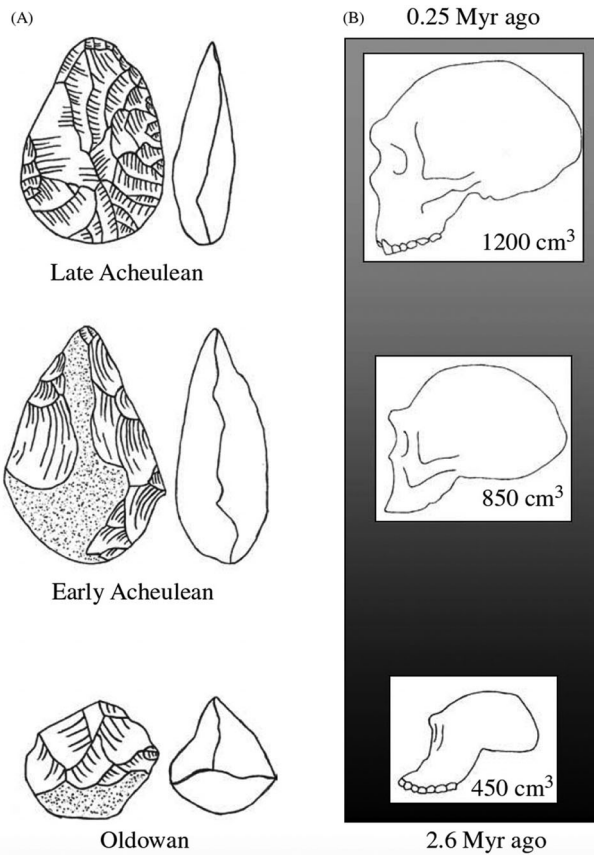 (A)
(B)
0.25 Myr ago
1200 cm³
Late Acheulean
850 cm³
Early Acheulean
450 cm³
Oldowan
2.6 Myr ago